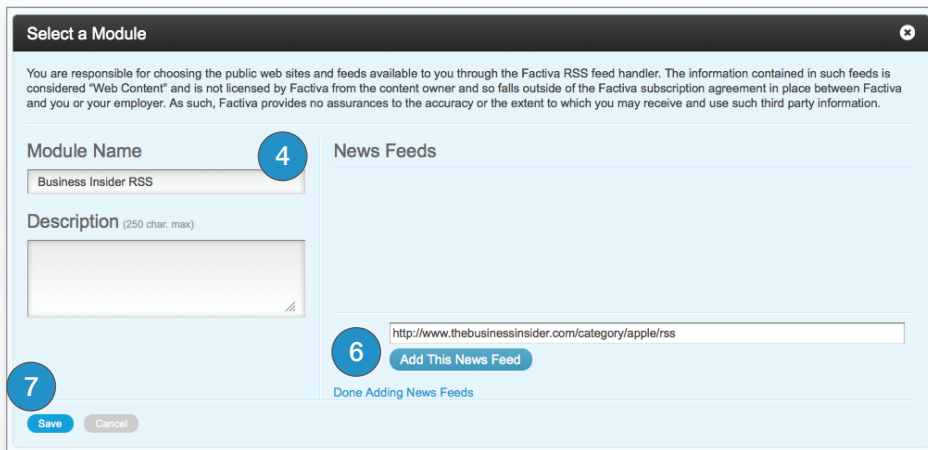 Select a Module
You are responsible for choosing the public web sites and feeds available to you through the Factiva RSS feed handler. The information contained in such feeds is
considered "Web Content" and is not licensed by Factiva from the content owner and so falls outside of the Factiva subscription agreement in place between Factiva
and you or your employer. As such, Factiva provides no assurances to the accuracy or the extent to which you may receive and use such third party information.
Module Name
4
Business Insider RSS
Description (250 char. max)
News Feeds
http://www.thebusinessinsider.com/category/apple/rss
6
Add This News Feed
Done Adding News Feeds
7
Save
Cancel